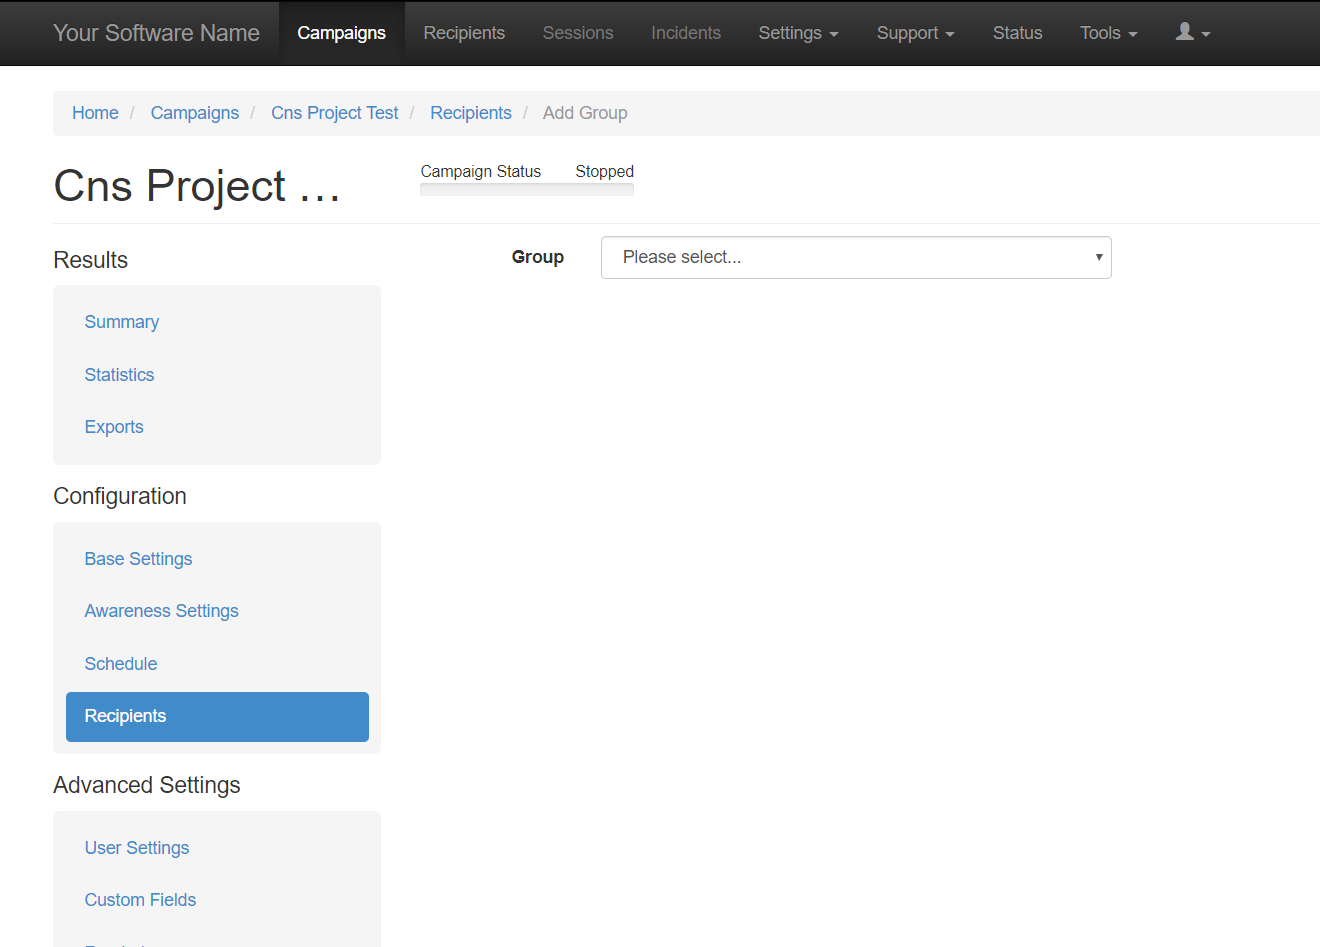 Your Software Name Campaigns Recipients Sessions Incidents Settings Support Status Tools
Home / Campaigns / Cns Project Test / Recipients / Add Group
Cns Project ...
Campaign Status Stopped
Results
Group Please select...
Summary
Statistics
Exports
Configuration
Base Settings
Awareness Settings
Schedule
Recipients
Advanced Settings
User Settings
Custom Fields